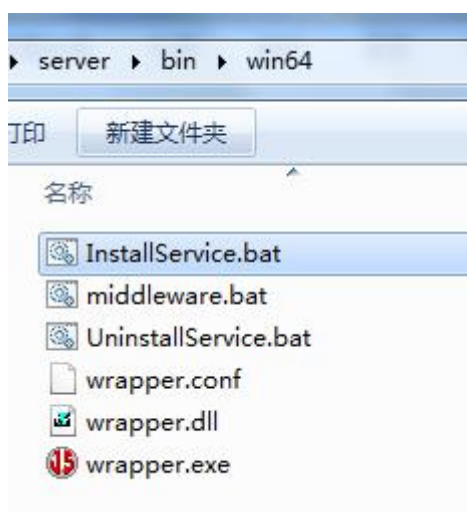 server ▸ bin ▸ win64
打印 新建文件夹
名称
InstallService.bat
middleware.bat
UninstallService.bat
wrapper.conf
wrapper.dll
wrapper.exe